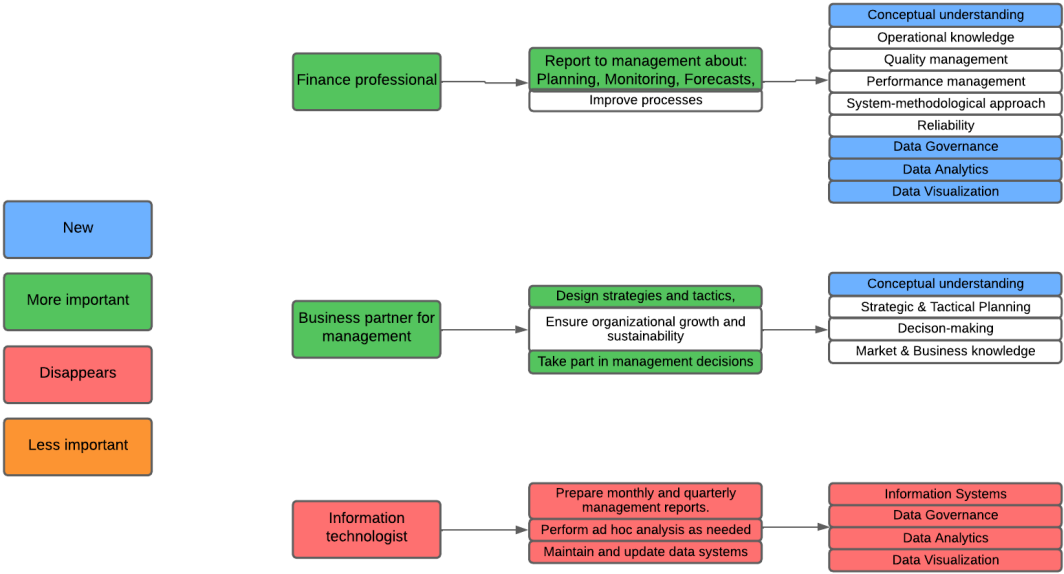 New
More important
Disappears
Less important
Finance professional
Report to management about:
Planning, Monitoring, Forecasts,
Improve processes
Conceptual understanding
Operational knowledge
Quality management
Performance management
System-methodological approach
Reliability
Data Governance
Data Analytics
Data Visualization
Business partner for
management
Design strategies and tactics,
Ensure organizational growth and
sustainability
Take part in management decisions
Conceptual understanding
Strategic & Tactical Planning
Decison-making
Market & Business knowledge
Information
technologist
Prepare monthly and quarterly
management reports.
Perform ad hoc analysis as needed
Maintain and update data systems
Information Systems
Data Governance
Data Analytics
Data Visualization